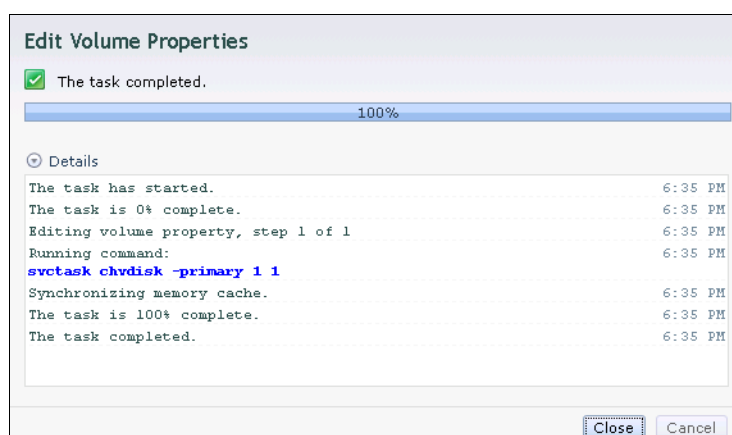 Edit Volume Properties
The task completed.
100%
Details
The task has started. 6:35 PM
The task is 0% complete. 6:35 PM
Editing volume property, step 1 of 1 6:35 PM
Running command: 6:35 PM
svctask chvdisk -primary 1 1
Synchronizing memory cache. 6:35 PM
The task is 100% complete. 6:35 PM
The task completed. 6:35 PM
Close Cancel